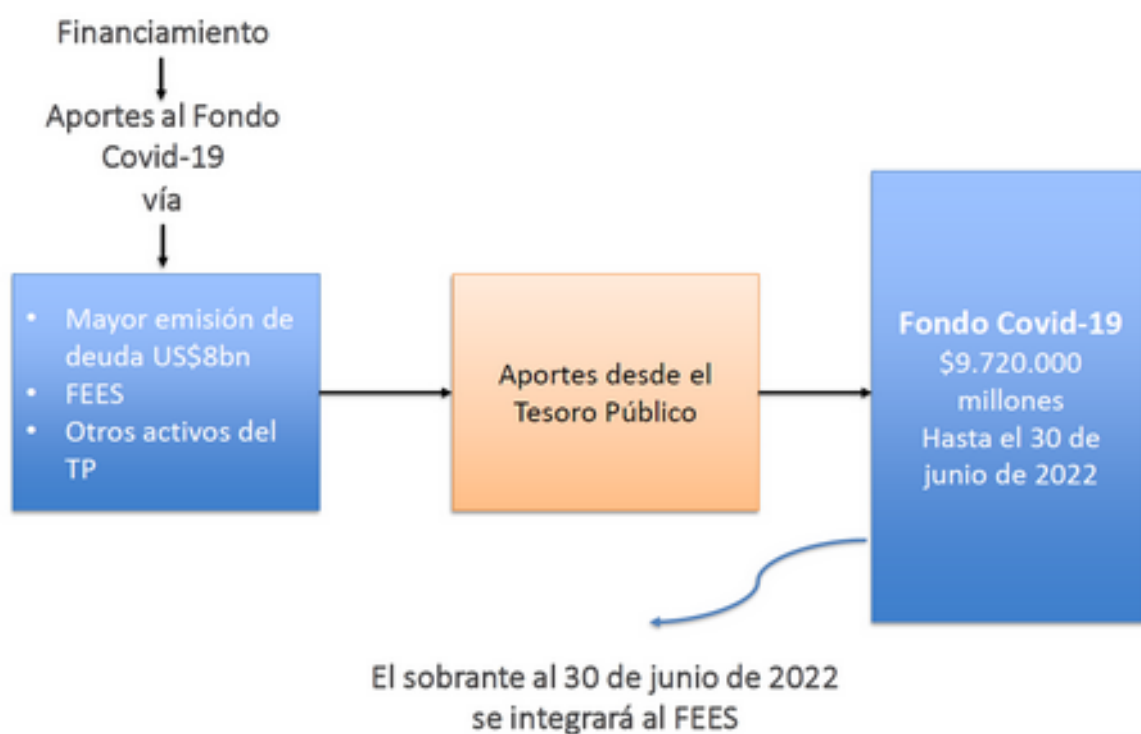 Financiamiento
Aportes al Fondo
Covid-19
vía
• Mayor emisión de
deuda US$8bn
• FEES
• Otros activos del
TP
Aportes desde el
Tesoro Público
Fondo Covid-19
$9.720.000
millones
Hasta el 30 de
junio de 2022
El sobrante al 30 de junio de 2022
se integrará al FEES